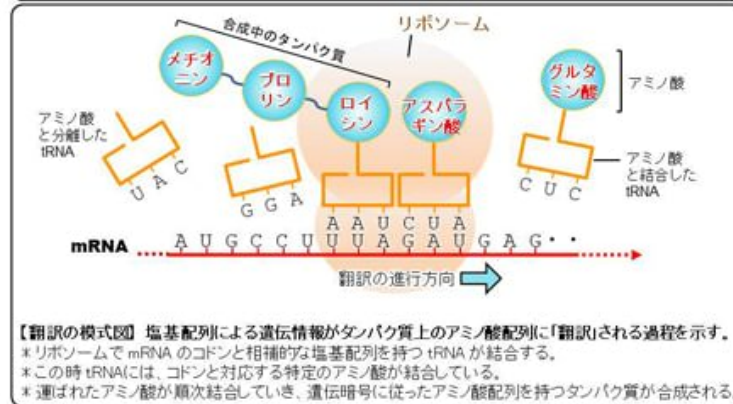 リボソーム
合成中のタンパク質
メチオ
ニン
プロ
リン
ロイ
シン
アスパラ
ギン酸
グルタ
ミン酸
アミノ酸
アミノ酸
と分離した
tRNA
アミノ酸
と結合した
tRNA
UAC
GGA
AAUCUA
CUC
mRNA
AUGCCUUUAGAUGAG・・
翻訳の進行方向
【翻訳の模式図】 塩基配列による遺伝情報がタンパク質上のアミノ酸配列に「翻訳」される過程を示す。
*リボソームで mRNA のコドンと相補的な塩基配列を持つ tRNA が結合する。
*この時 tRNAには、コドンと対応する特定のアミノ酸が結合している。
*運ばれたアミノ酸が順次結合していき、遺伝暗号に従ったアミノ酸配列を持つタンパク質が合成される